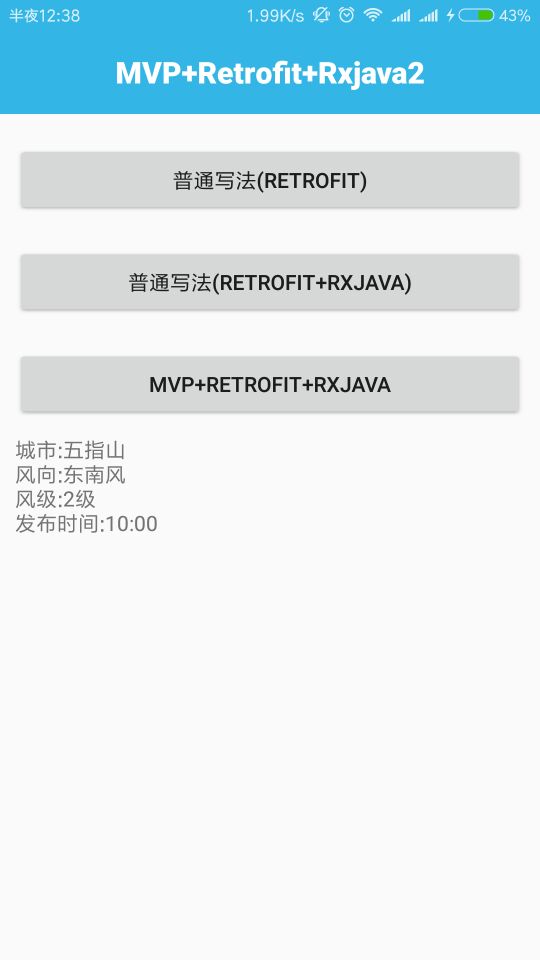 半夜12:38 1.99K/s 43%
MVP+Retrofit+Rxjava2
普通写法(RETROFIT)
普通写法(RETROFIT+RXJAVA)
MVP+RETROFIT+RXJAVA
城市:五指山
风向:东南风
风级:2级
发布时间:10:00